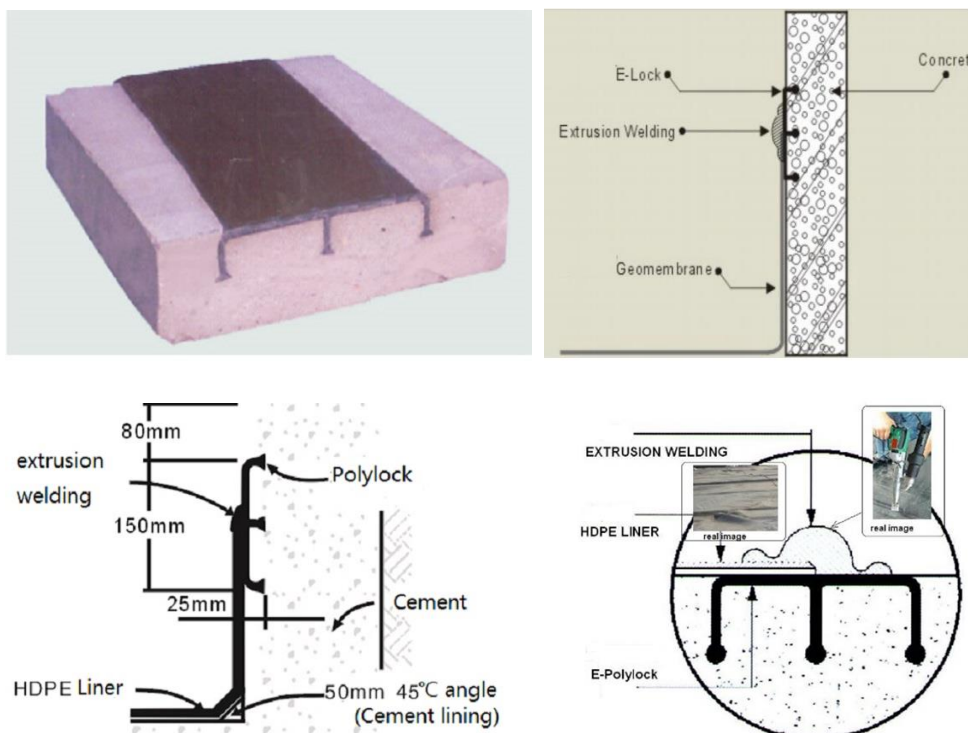 E-Lock
Concret
Extrusion Welding
Geomembrane
80mm
extrusion
welding
Polylock
150mm
25mm
Cement
HDPE Liner
50mm 45℃ angle
(Cement lining)
EXTRUSION WELDING
HDPE LINER
real image
real image
E-Polylock